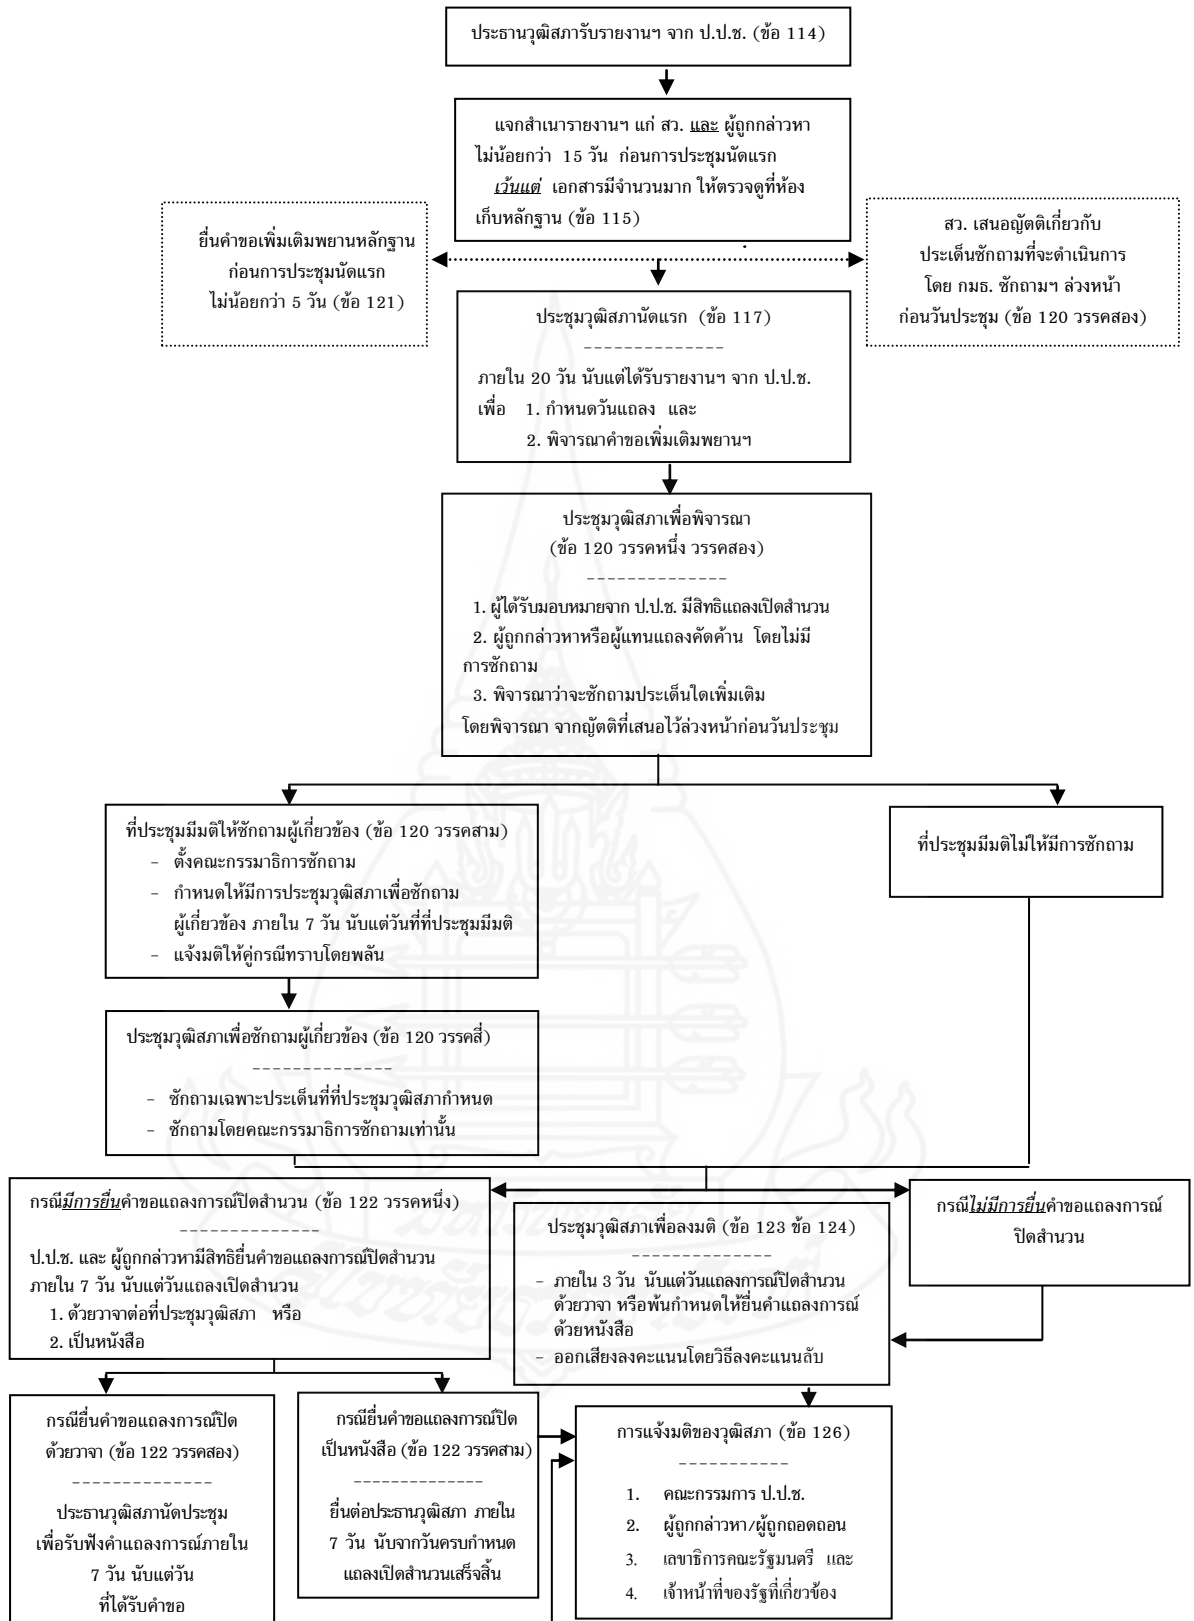 ประธานวุฒิสภารับรายงานฯ จาก ป.ป.ช. (ข้อ 114)
แจกสำเนารายงานฯ แก่ สว. และ ผู้ถูกกล่าวหา
ไม่น้อยกว่า 15 วัน ก่อนการประชุมนัดแรก
เว้นแต่ เอกสารมีจำนวนมาก ให้ตรวจดูที่ห้อง
เก็บหลักฐาน (ข้อ 115)
ยื่นคำขอเพิ่มเติมพยานหลักฐาน
ก่อนการประชุมนัดแรก
ไม่น้อยกว่า 5 วัน (ข้อ 121)
สว. เสนอญัตติเกี่ยวกับ
ประเด็นซักถามที่จะดำเนินการ
โดย กมธ. ซักถามฯ ล่วงหน้า
ก่อนวันประชุม (ข้อ 120 วรรคสอง)
ประชุมวุฒิสภานัดแรก (ข้อ 117)
--------------
ภายใน 20 วัน นับแต่ได้รับรายงานฯ จาก ป.ป.ช.
เพื่อ 1. กำหนดวันแถลง และ
2. พิจารณาคำขอเพิ่มเติมพยานฯ
ประชุมวุฒิสภาเพื่อพิจารณา
(ข้อ 120 วรรคหนึ่ง วรรคสอง)
--------------
1. ผู้ได้รับมอบหมายจาก ป.ป.ช. มีสิทธิแถลงเปิดสำนวน
2. ผู้ถูกกล่าวหาหรือผู้แทนแถลงคัดค้าน โดยไม่มี
การซักถาม
3. พิจารณาว่าจะซักถามประเด็นใดเพิ่มเติม
โดยพิจารณา จากญัตติที่เสนอไว้ล่วงหน้าก่อนวันประชุม
ที่ประชุมมีมติให้ซักถามผู้เกี่ยวข้อง (ข้อ 120 วรรคสาม)
- ตั้งคณะกรรมาธิการซักถาม
- กำหนดให้มีการประชุมวุฒิสภาเพื่อซักถาม
ผู้เกี่ยวข้อง ภายใน 7 วัน นับแต่วันที่ที่ประชุมมีมติ
- แจ้งมติให้คู่กรณีทราบโดยพลัน
ที่ประชุมมีมติไม่ให้มีการซักถาม
ประชุมวุฒิสภาเพื่อซักถามผู้เกี่ยวข้อง (ข้อ 120 วรรคสี่)
--------------
- ซักถามเฉพาะประเด็นที่ที่ประชุมวุฒิสภากำหนด
- ซักถามโดยคณะกรรมาธิการซักถามเท่านั้น
กรณีมีการยื่นคำขอแถลงการณ์ปิดสำนวน (ข้อ 122 วรรคหนึ่ง)
--------------
ป.ป.ช. และ ผู้ถูกกล่าวหามีสิทธิยื่นคำขอแถลงการณ์ปิดสำนวน
ภายใน 7 วัน นับแต่วันแถลงเปิดสำนวน
1. ด้วยวาจาต่อที่ประชุมวุฒิสภา หรือ
2. เป็นหนังสือ
ประชุมวุฒิสภาเพื่อลงมติ (ข้อ 123 ข้อ 124)
--------------
- ภายใน 3 วัน นับแต่วันแถลงการณ์ปิดสำนวน
ด้วยวาจา หรือพ้นกำหนดให้ยื่นคำแถลงการณ์
ด้วยหนังสือ
- ออกเสียงลงคะแนนโดยวิธีลงคะแนนลับ
กรณีไม่มีการยื่นคำขอแถลงการณ์
ปิดสำนวน
กรณียื่นคำขอแถลงการณ์ปิด
ด้วยวาจา (ข้อ 122 วรรคสอง)
--------------
ประธานวุฒิสภานัดประชุม
เพื่อรับฟังคำแถลงการณ์ภายใน
7 วัน นับแต่วัน
ที่ได้รับคำขอ
กรณียื่นคำขอแถลงการณ์ปิด
เป็นหนังสือ (ข้อ 122 วรรคสาม)
-------------
ยื่นต่อประธานวุฒิสภา ภายใน
7 วัน นับจากวันครบกำหนด
แถลงเปิดสำนวนเสร็จสิ้น
การแจ้งมติของวุฒิสภา (ข้อ 126)
-----------
1. คณะกรรมการ ป.ป.ช.
2. ผู้ถูกกล่าวหา/ผู้ถูกถอดถอน
3. เลขาธิการคณะรัฐมนตรี และ
4. เจ้าหน้าที่ของรัฐที่เกี่ยวข้อง